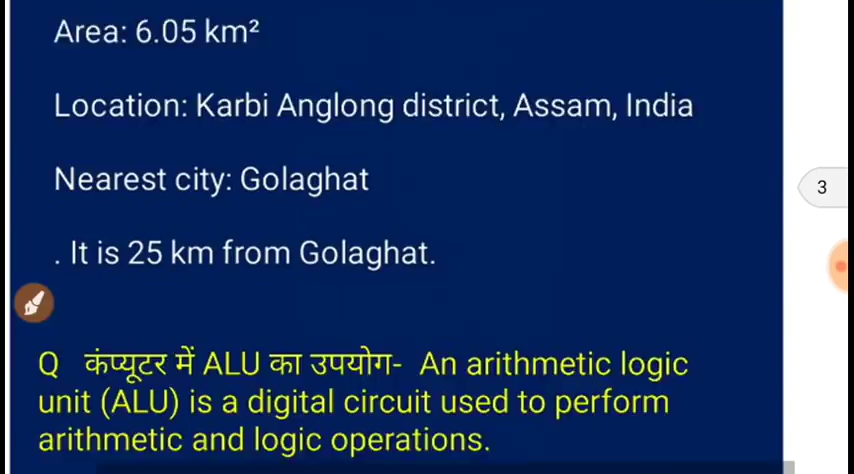 Area: 6.05 km²
Location: Karbi Anglong district, Assam, India
Nearest city: Golaghat
3
. It is 25 km from Golaghat.
Q कंप्यूटर में ALU का उपयोग- An arithmetic logic
unit (ALU) is a digital circuit used to perform
arithmetic and logic operations.